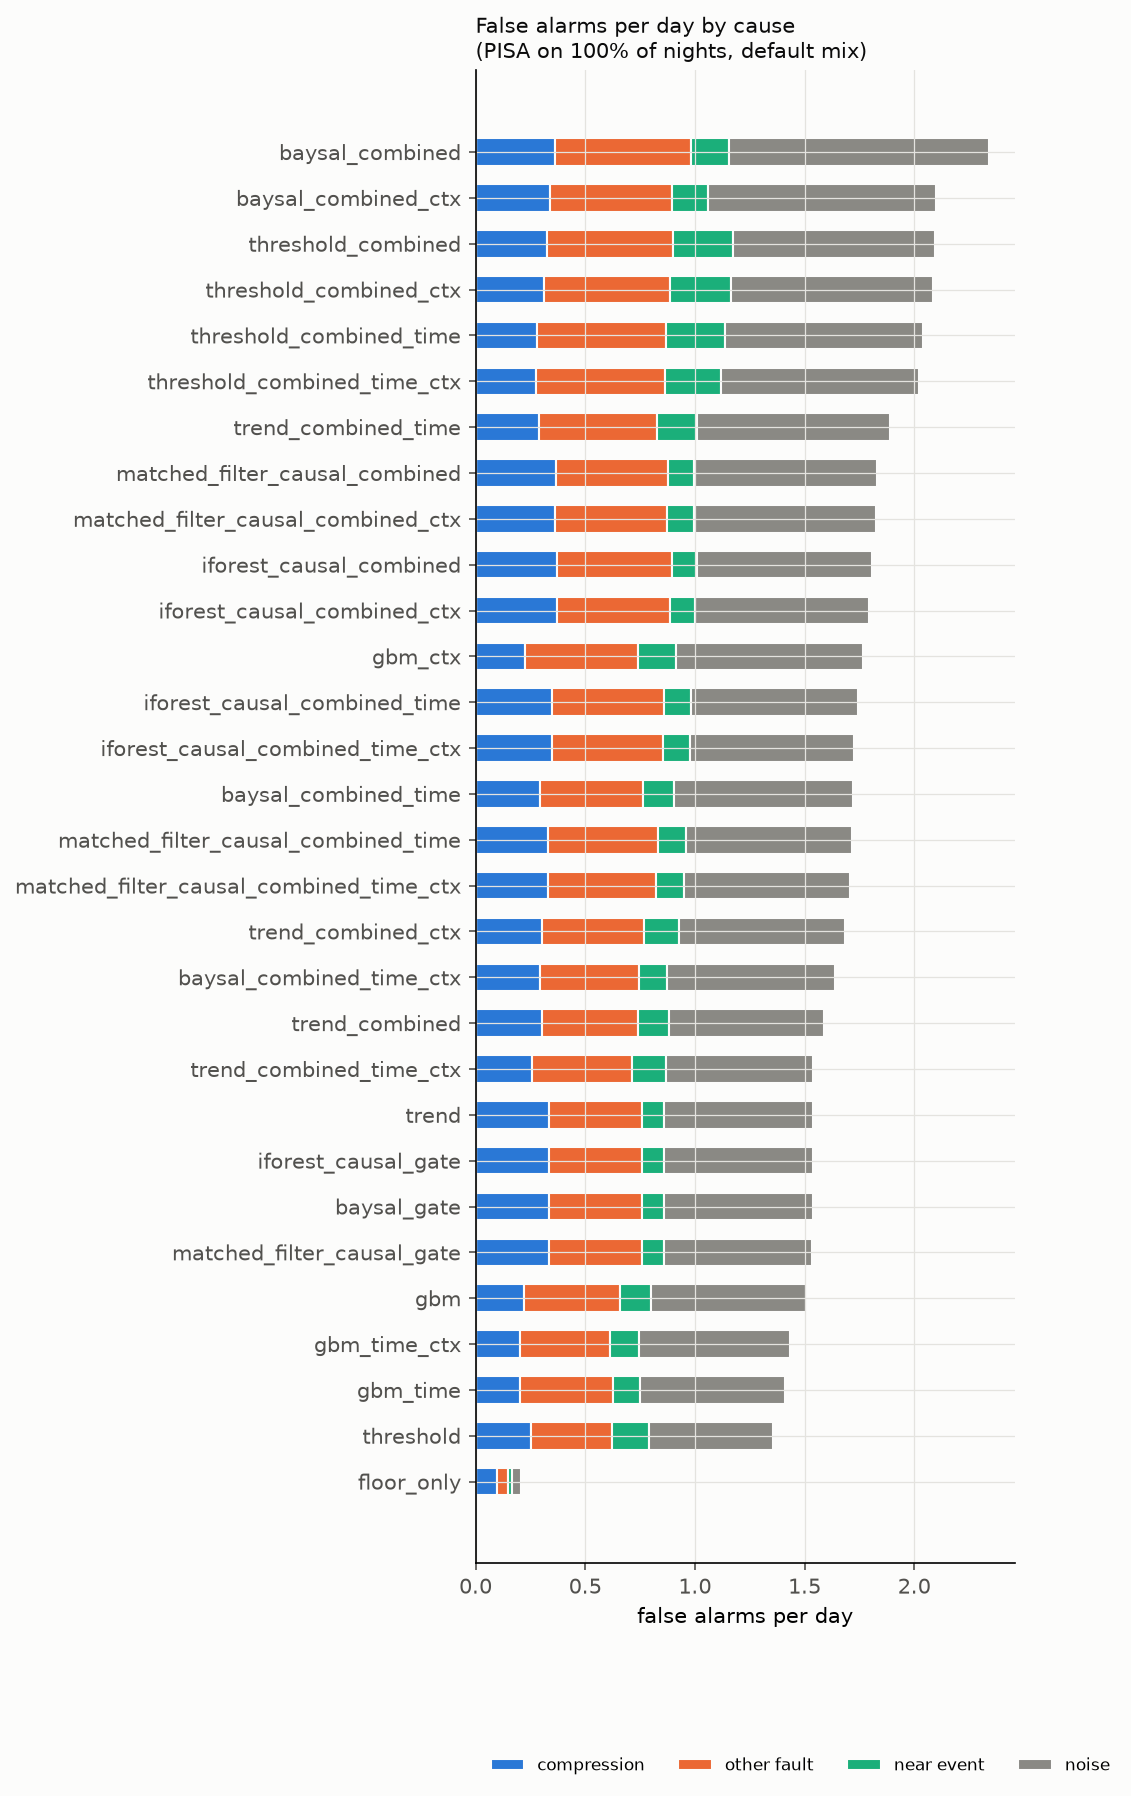 False alarms per day by cause
(PISA on 100% of nights, default mix)
baysal_combined
baysal_combined_ctx
threshold_combined
threshold_combined_ctx
threshold_combined_time
threshold_combined_time_ctx
trend_combined_time
matched_filter_causal_combined
matched_filter_causal_combined_ctx
iforest_causal_combined
iforest_causal_combined_ctx
gbm_ctx
iforest_causal_combined_time
iforest_causal_combined_time_ctx
baysal_combined_time
matched_filter_causal_combined_time
matched_filter_causal_combined_time_ctx
trend_combined_ctx
baysal_combined_time_ctx
trend_combined
trend_combined_time_ctx
trend
iforest_causal_gate
baysal_gate
matched_filter_causal_gate
gbm
gbm_time_ctx
gbm_time
threshold
floor_only
0.0 0.5 1.0 1.5 2.0
false alarms per day
compression other fault near event noise